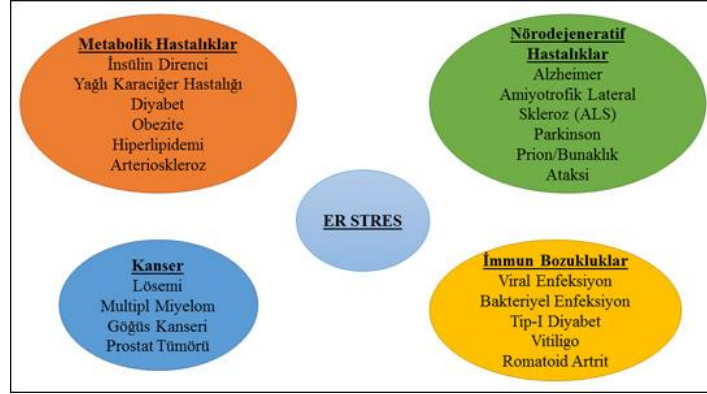 Metabolik Hastalıklar
İnsülin Direnci
Yağlı Karaciğer Hastalığı
Diyabet
Obezite
Hiperlipidemi
Arterioskleroz
Nörodejeneratif
Hastalıklar
Alzheimer
Amiyotrofik Lateral
Skleroz (ALS)
Parkinson
Prion/Bunaklık
Ataksi
ER STRES
Kanser
Lösemi
Multipl Miyelom
Göğüs Kanseri
Prostat Tümörü
İmmun Bozukluklar
Viral Enfeksiyon
Bakteriyel Enfeksiyon
Tip-I Diyabet
Vitiligo
Romatoid Artrit